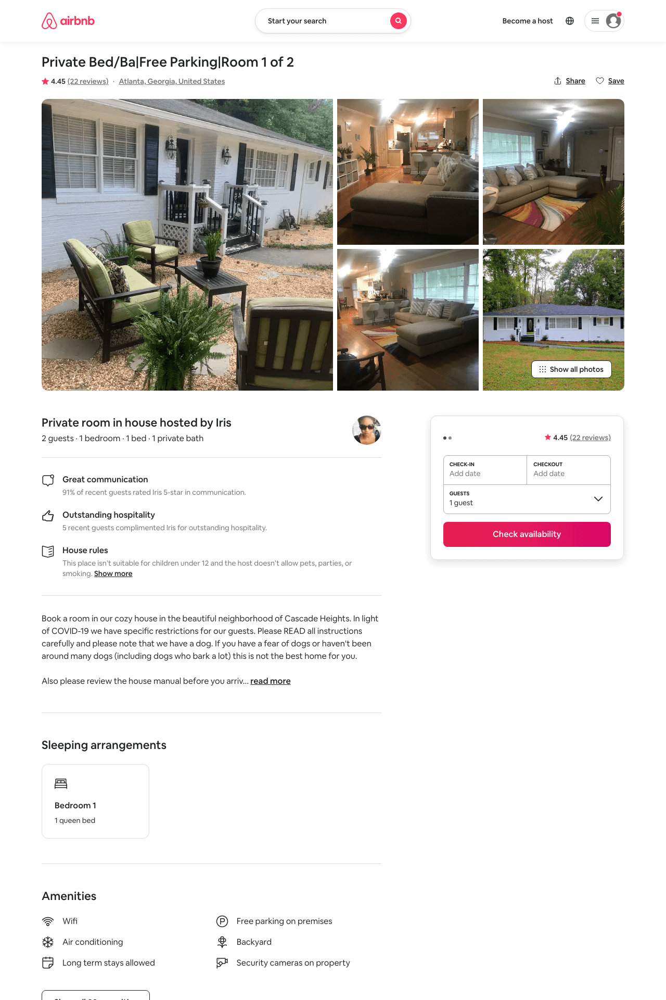 airbnb
Start your search
Become a host
Private Bed/Ba|Free Parking|Room 1 of 2
4.45 (22 reviews) · Atlanta, Georgia, United States
Share
Save
Show all photos
Private room in house hosted by Iris
2 guests · 1 bedroom · 1 bed · 1 private bath
4.45 (22 reviews)
CHECK-IN
Add date
CHECKOUT
Add date
GUESTS
1 guest
Check availability
Great communication
91% of recent guests rated Iris 5-star in communication.
Outstanding hospitality
5 recent guests complimented Iris for outstanding hospitality.
House rules
This place isn’t suitable for children under 12 and the host doesn’t allow pets, parties, or
smoking. Show more
Book a room in our cozy house in the beautiful neighborhood of Cascade Heights. In light
of COVID-19 we have specific restrictions for our guests. Please READ all instructions
carefully and please note that we have a dog. If you have a fear of dogs or haven't been
around many dogs (including dogs who bark a lot) this is not the best home for you.
Also please review the house manual before you arriv… read more
Sleeping arrangements
Bedroom 1
1 queen bed
Amenities
Wifi
Free parking on premises
Air conditioning
Backyard
Long term stays allowed
Security cameras on property